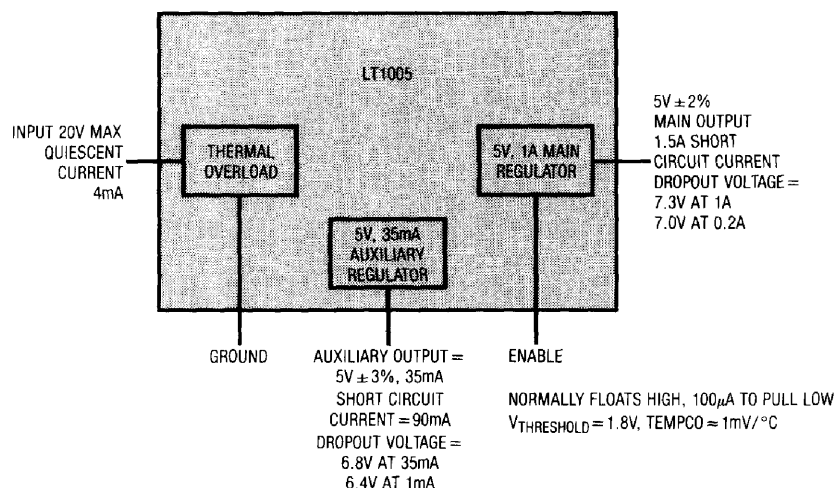 LT1005
INPUT 20V MAX
QUIESCENT
CURRENT
4mA
THERMAL
OVERLOAD
5V, 1A MAIN
REGULATOR
5V ± 2%
MAIN OUTPUT
1.5A SHORT
CIRCUIT CURRENT
DROPOUT VOLTAGE =
7.3V AT 1A
7.0V AT 0.2A
5V, 35mA
AUXILIARY
REGULATOR
GROUND
AUXILIARY OUTPUT =
5V ± 3%, 35mA
SHORT CIRCUIT
CURRENT = 90mA
DROPOUT VOLTAGE =
6.8V AT 35mA
6.4V AT 1mA
ENABLE
NORMALLY FLOATS HIGH, 100µA TO PULL LOW
VTHRESHOLD = 1.8V, TEMPCO ≈ 1mV/°C